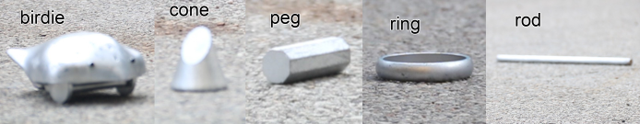 birdie
cone
peg
ring
rod